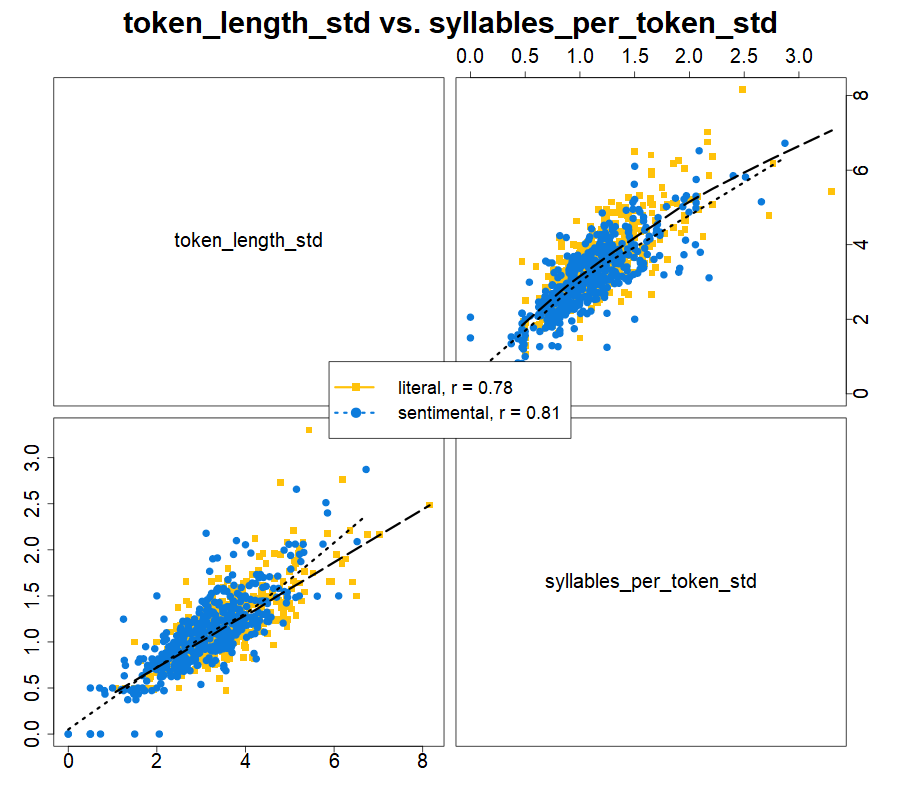 token_length_std vs. syllables_per_token_std
0.0 0.5 1.0 1.5 2.0 2.5 3.0
token_length_std
8
6
4
2
0
literal, r = 0.78
sentimental, r = 0.81
3.0
2.5
2.0
1.5
1.0
0.5
0.0
syllables_per_token_std
0 2 4 6 8